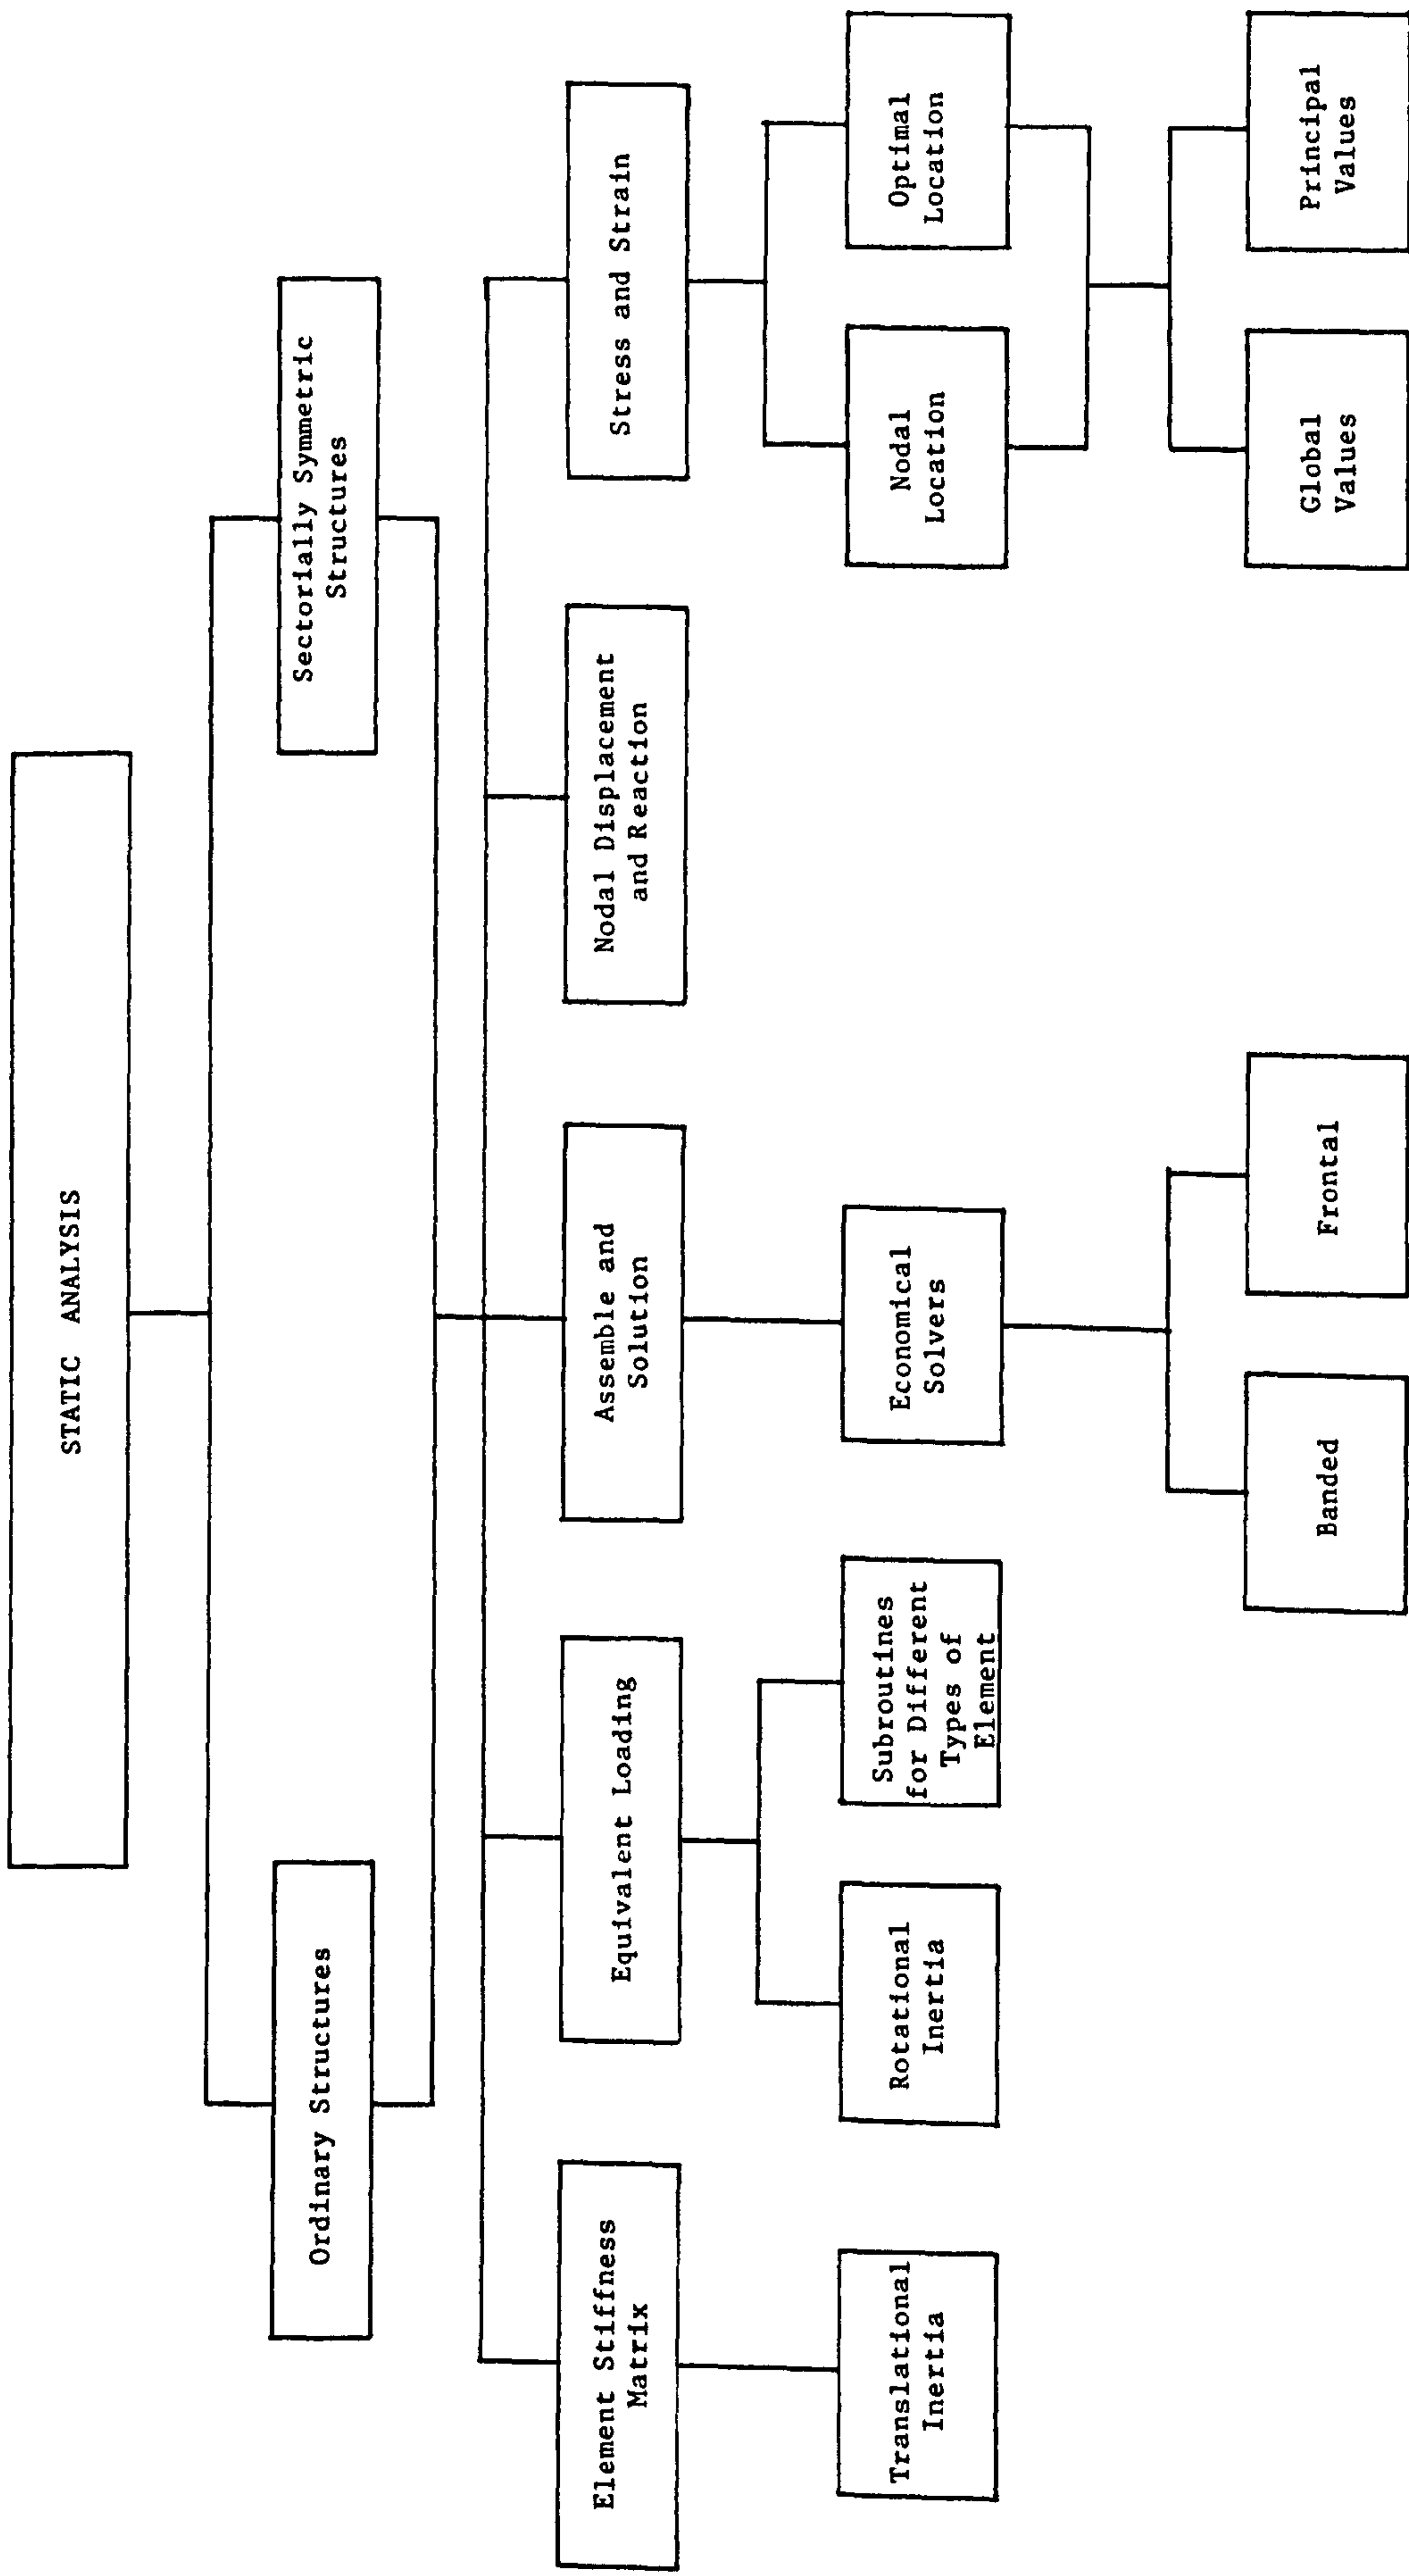 STATIC ANALYSIS
Ordinary Structures
Sectorially Symmetric
Structures
Element Stiffness
Matrix
Equivalent Loading
Assemble and
Solution
Nodal Displacement
and Reaction
Stress and Strain
Translational
Inertia
Rotational
Inertia
Subroutines
for Different
Types of
Element
Economical
Solvers
Nodal
Location
Optimal
Location
Banded
Frontal
Global
Values
Principal
Values